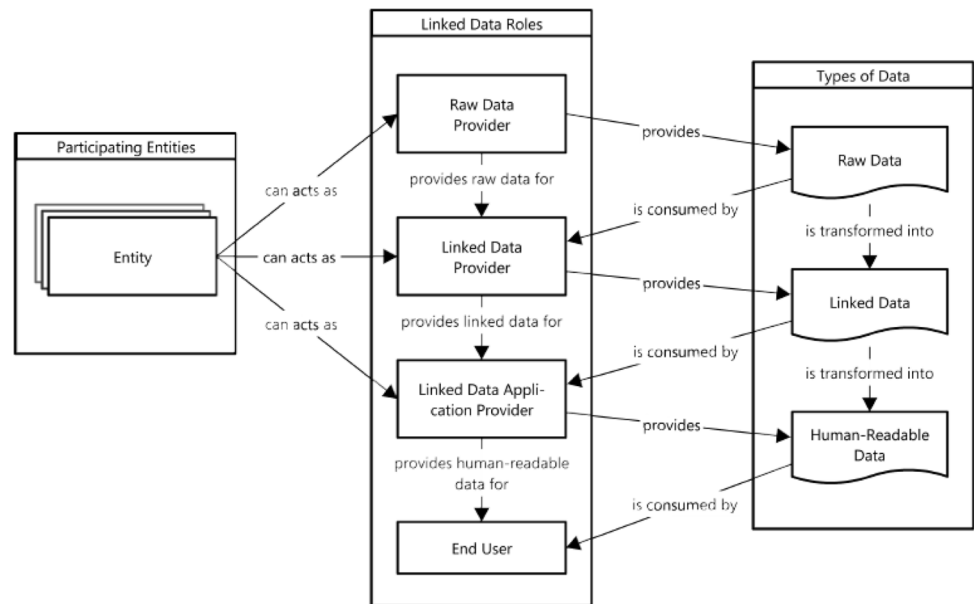 Participating Entities
Entity
can acts as
can acts as
can acts as
Linked Data Roles
Raw Data
Provider
provides raw data for
Linked Data
Provider
provides linked data for
Linked Data Appli-
cation Provider
provides human-readable
data for
End User
provides
is consumed by
provides
is consumed by
provides
is consumed by
Types of Data
Raw Data
is transformed into
Linked Data
is transformed into
Human-Readable
Data